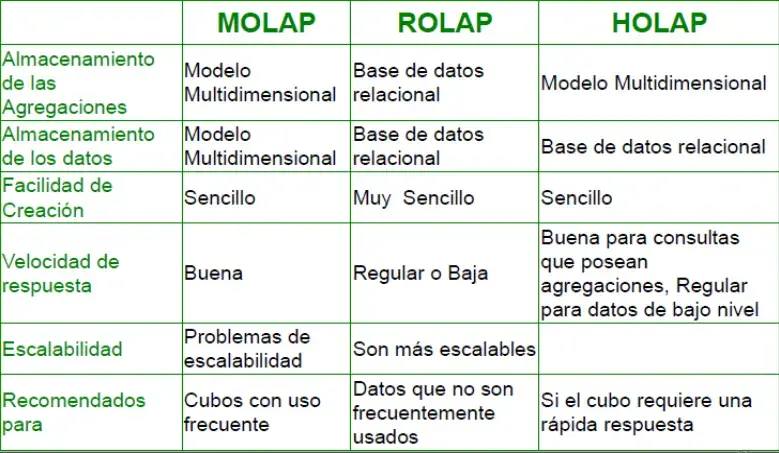 MOLAP ROLAP HOLAP
Almacenamiento
de las
Agregaciones
Modelo
Multidimensional
Base de datos
relacional
Modelo Multidimensional
Almacenamiento
de los datos
Modelo
Multidimensional
Base de datos
relacional
Base de datos relacional
Facilidad de
Creación
Sencillo
Muy Sencillo
Sencillo
Velocidad de
respuesta
Buena
Regular o Baja
Buena para consultas
que posean
agregaciones, Regular
para datos de bajo nivel
Escalabilidad
Problemas de
escalabilidad
Son más escalables
Recomendados
para
Cubos con uso
frecuente
Datos que no son
frecuentemente
usados
Si el cubo requiere una
rápida respuesta